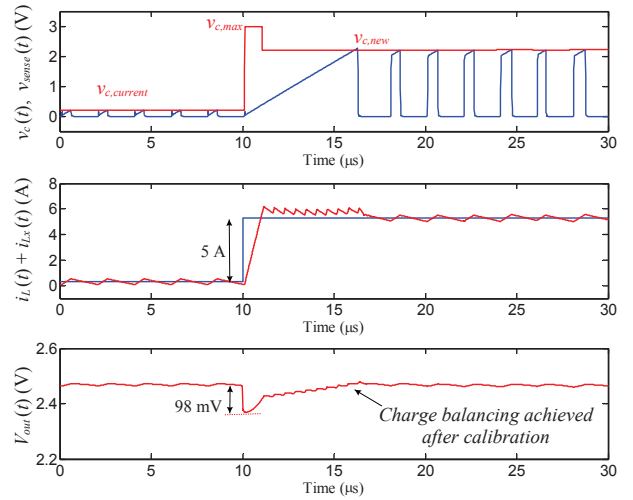 v_c(t), v_sense(t) (V)
3
2
1
0
v_c,max
v_c,new
v_c,current
0 5 10 15 20 25 30
Time (μs)
i_L(t) + i_Lx(t) (A)
8
6
4
2
0
5 A
0 5 10 15 20 25 30
Time (μs)
V_out(t) (V)
2.6
2.4
2.2
98 mV
Charge balancing achieved
after calibration
0 5 10 15 20 25 30
Time (μs)